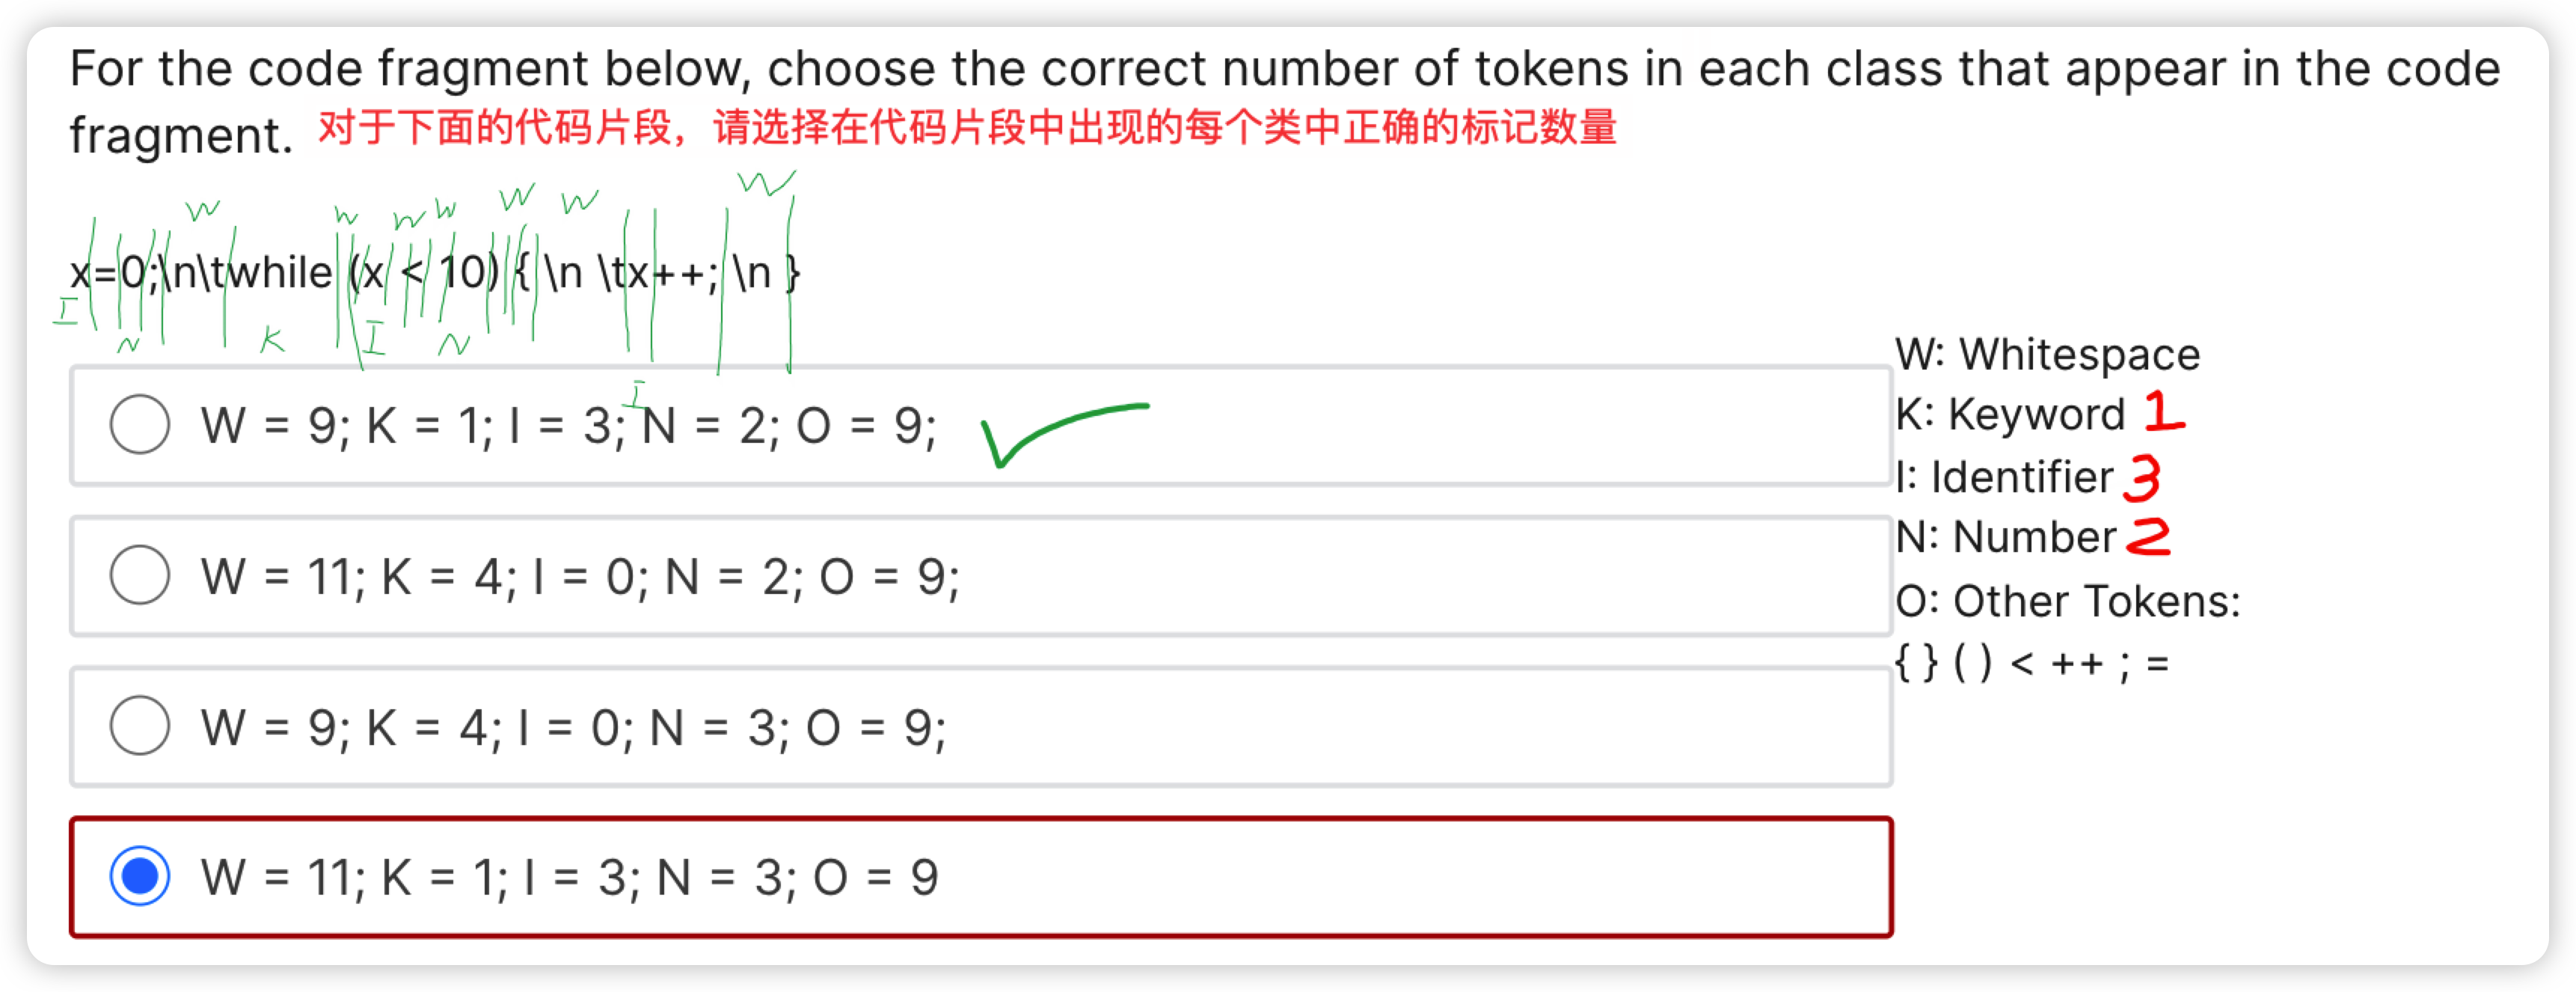 For the code fragment below, choose the correct number of tokens in each class that appear in the code
fragment. 对于下面的代码片段，请选择在代码片段中出现的每个类中正确的标记数量
W W W W W W W
x=0;\n\twhile (x < 10) { \n \tx++; \n }
I N K I N
I
W = 9; K = 1; I = 3; N = 2; O = 9;
W = 11; K = 4; I = 0; N = 2; O = 9;
W = 9; K = 4; I = 0; N = 3; O = 9;
W = 11; K = 1; I = 3; N = 3; O = 9
W: Whitespace
K: Keyword 1
I: Identifier 3
N: Number 2
O: Other Tokens:
{ } ( ) < ++ ; =